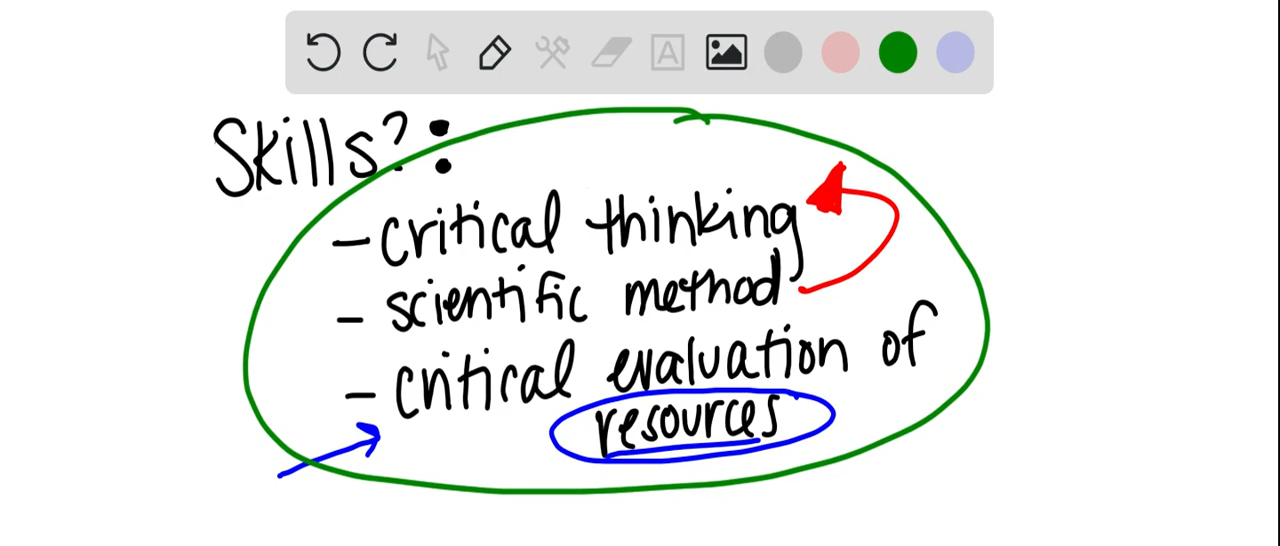 Skills?:
- critical thinking
- scientific method
- critical evaluation of
resources